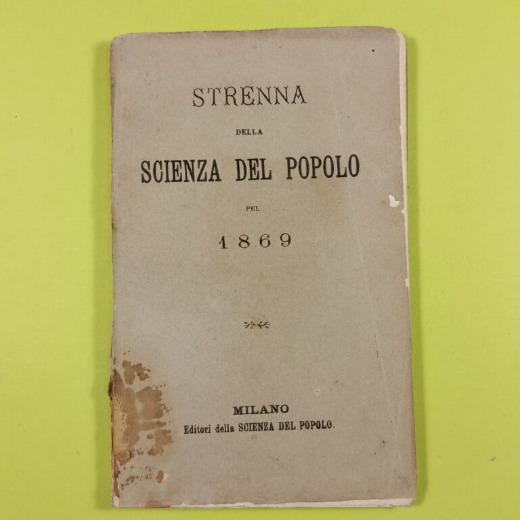 STRENNA
DELLA
SCIENZA DEL POPOLO
PEL
1869
MILANO
Editori della SCIENZA DEL POPOLO.